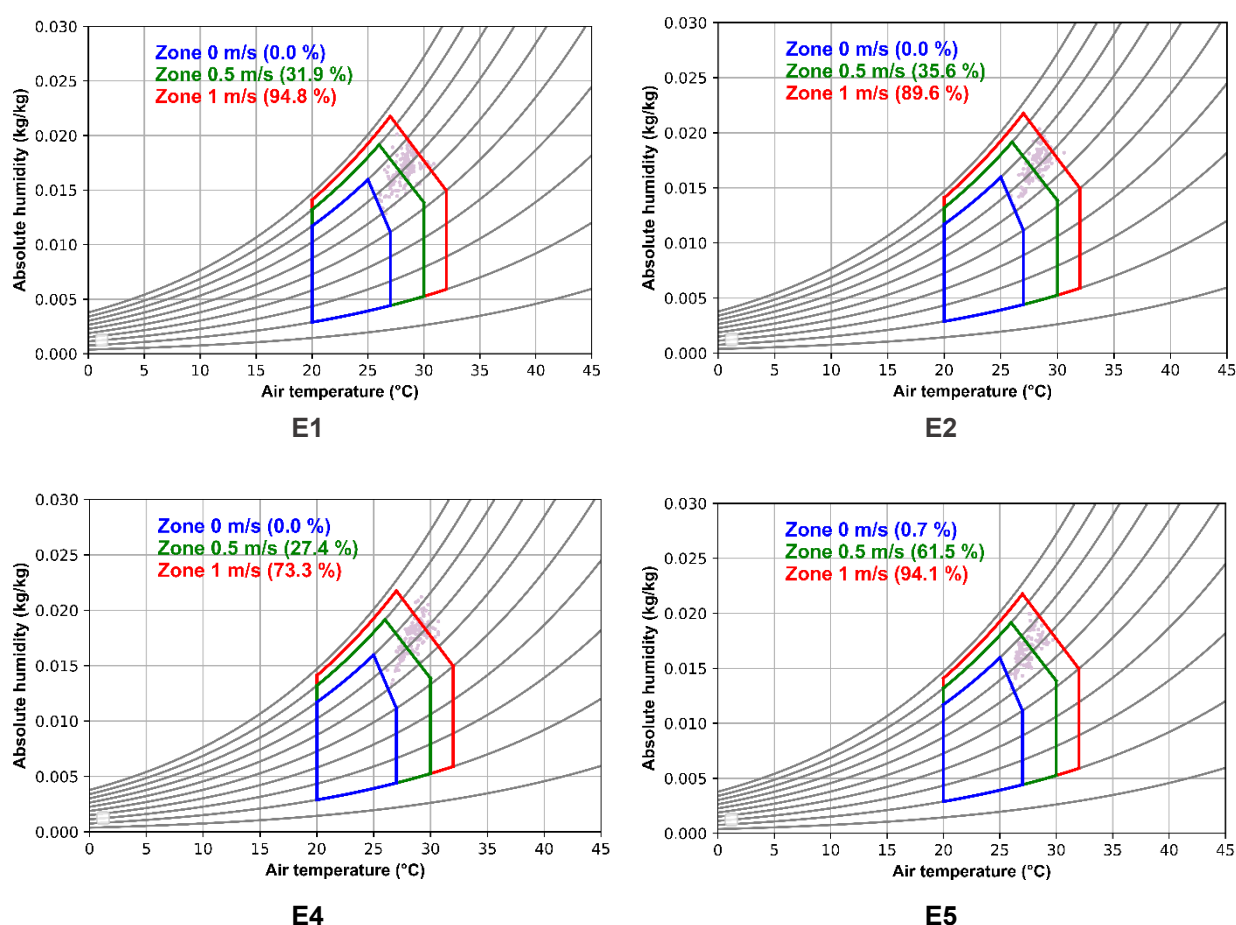 0.030
0.025
0.020
0.015
0.010
0.005
0.000
Absolute humidity (kg/kg)
Zone 0 m/s (0.0 %)
Zone 0.5 m/s (31.9 %)
Zone 1 m/s (94.8 %)
0 5 10 15 20 25 30 35 40 45
Air temperature (°C)
E1
0.030
0.025
0.020
0.015
0.010
0.005
0.000
Absolute humidity (kg/kg)
Zone 0 m/s (0.0 %)
Zone 0.5 m/s (35.6 %)
Zone 1 m/s (89.6 %)
0 5 10 15 20 25 30 35 40 45
Air temperature (°C)
E2
0.030
0.025
0.020
0.015
0.010
0.005
0.000
Absolute humidity (kg/kg)
Zone 0 m/s (0.0 %)
Zone 0.5 m/s (27.4 %)
Zone 1 m/s (73.3 %)
0 5 10 15 20 25 30 35 40 45
Air temperature (°C)
E4
0.030
0.025
0.020
0.015
0.010
0.005
0.000
Absolute humidity (kg/kg)
Zone 0 m/s (0.7 %)
Zone 0.5 m/s (61.5 %)
Zone 1 m/s (94.1 %)
0 5 10 15 20 25 30 35 40 45
Air temperature (°C)
E5